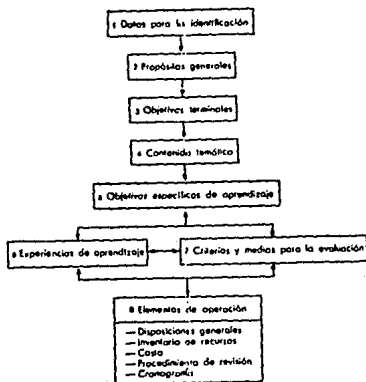 1 Datos para la identificación
2 Propósitos generales
3 Objetivos terminales
4 Contenido temático
5 Objetivos específicos de aprendizaje
6 Experiencias de aprendizaje
7 Criterios y medios para la evaluación
8 Elementos de operación
— Disposiciones generales
— Inventario de recursos
— Costo
— Procedimiento de revisión
— Cronograma